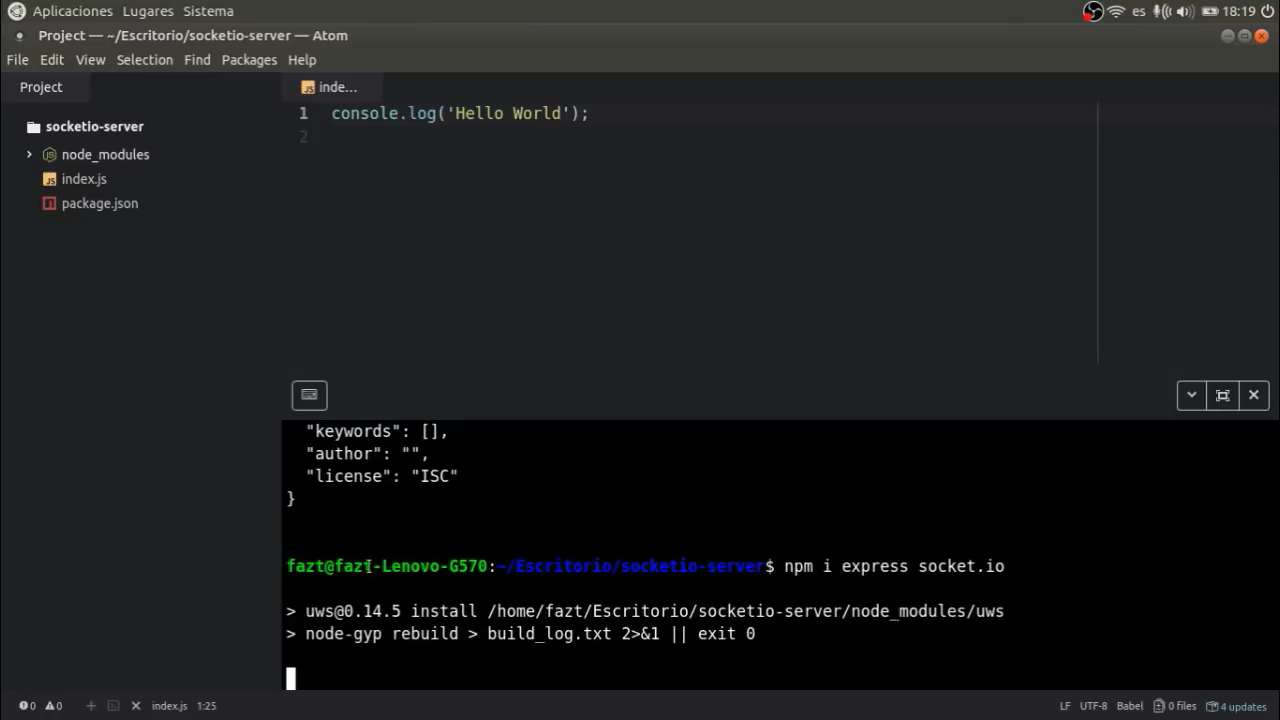 Aplicaciones Lugares Sistema es 18:19
Project — ~/Escritorio/socketio-server — Atom
File Edit View Selection Find Packages Help
Project
inde...
socketio-server
node_modules
index.js
package.json
1 console.log('Hello World');
2
"keywords": [],
"author": "",
"license": "ISC"
}
fazt@fazt-Lenovo-G570:~/Escritorio/socketio-server$ npm i express socket.io
> uws@0.14.5 install /home/fazt/Escritorio/socketio-server/node_modules/uws
> node-gyp rebuild > build_log.txt 2>&1 || exit 0
0 0 index.js 1:25 LF UTF-8 Babel 0 files 4 updates